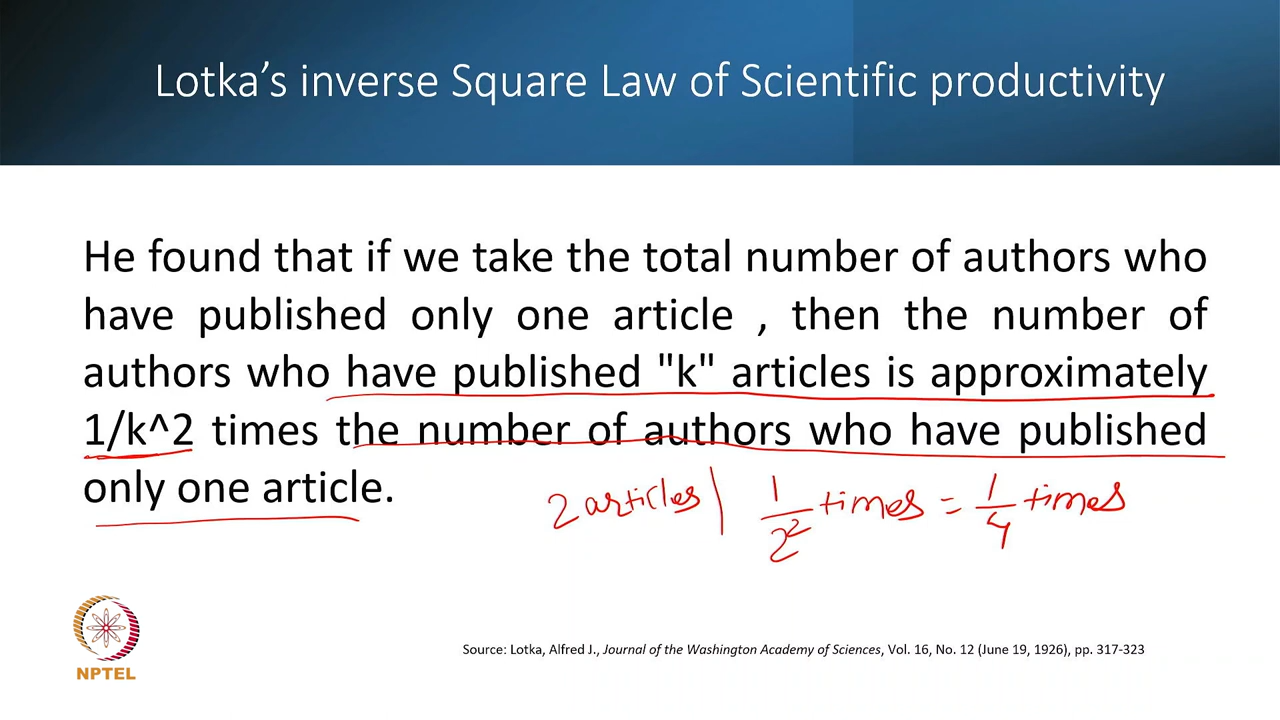 Lotka's inverse Square Law of Scientific productivity
He found that if we take the total number of authors who
have published only one article , then the number of
authors who have published "k" articles is approximately
1/k^2 times the number of authors who have published
only one article.
2 articles | 1/2² times = 1/4 times
NPTEL
Source: Lotka, Alfred J., Journal of the Washington Academy of Sciences, Vol. 16, No. 12 (June 19, 1926), pp. 317-323